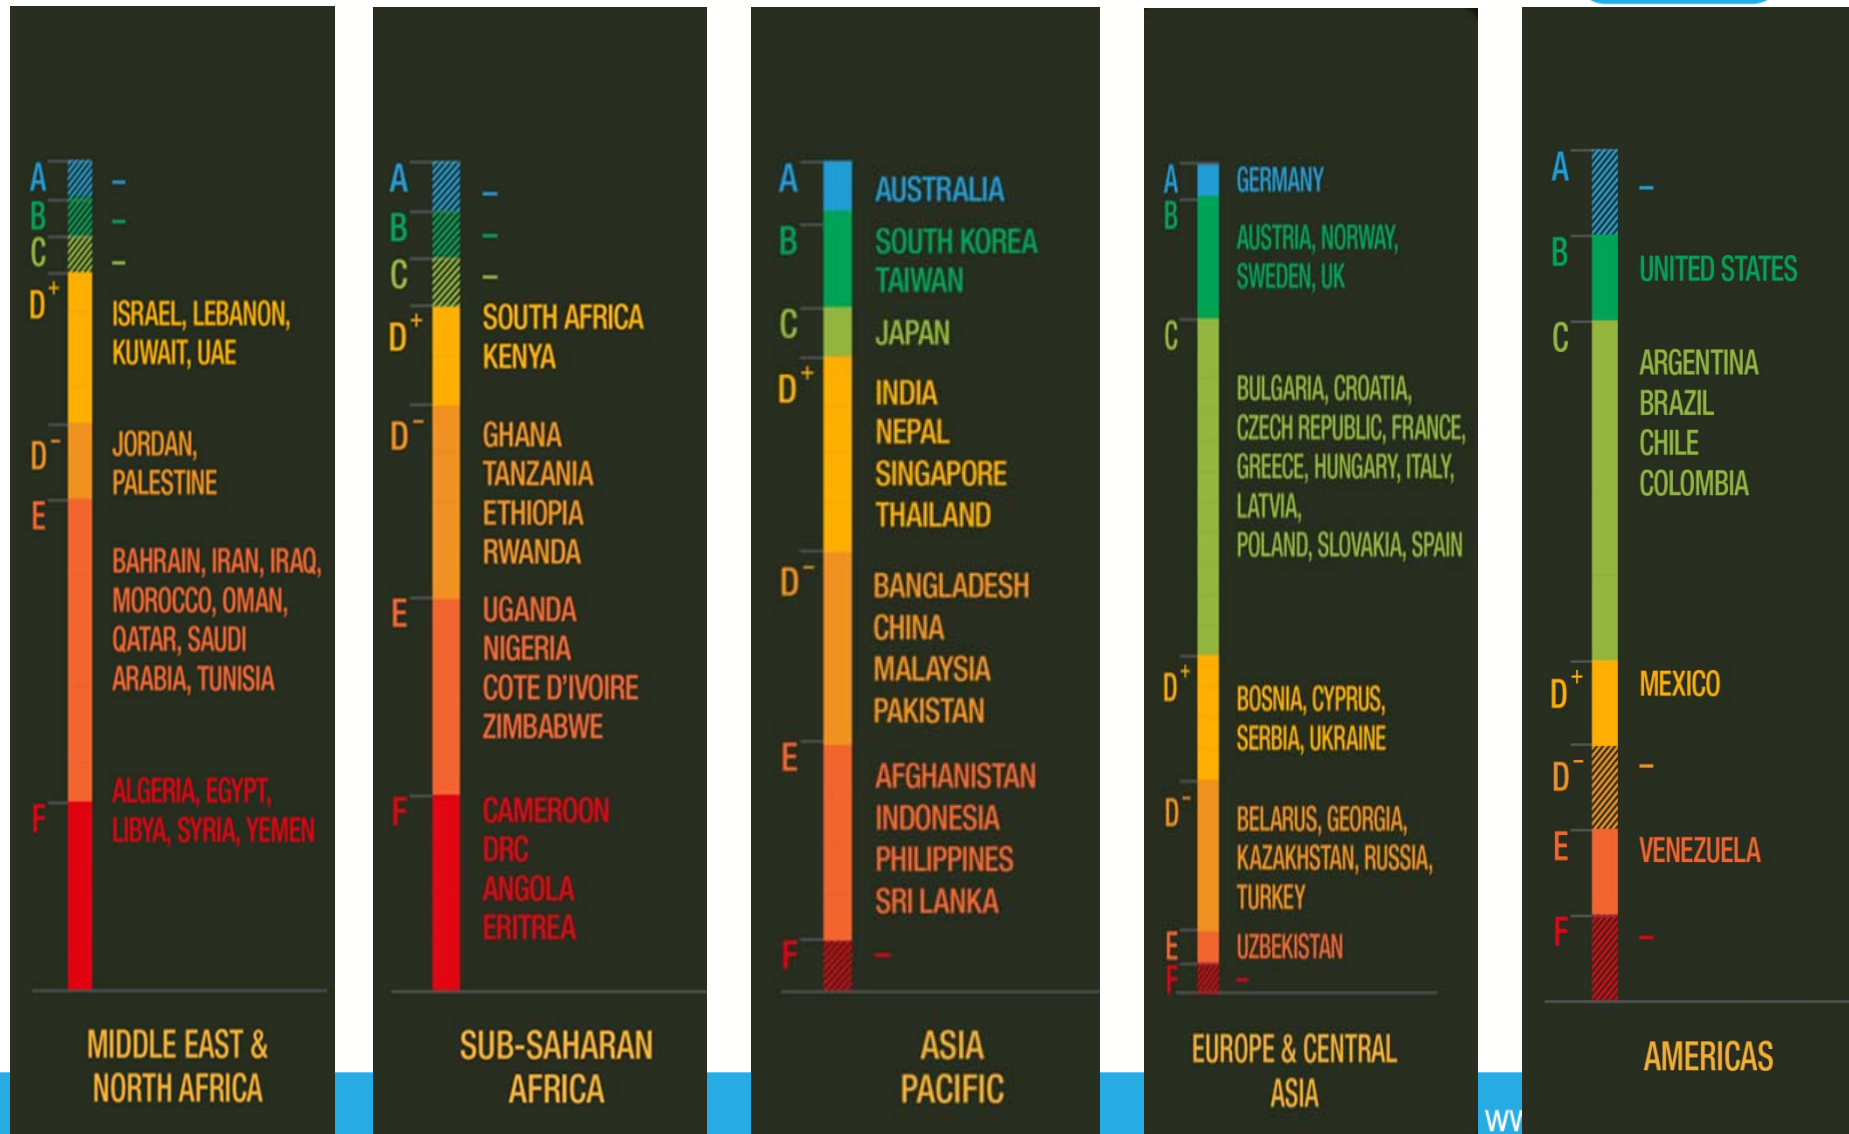 A
–
B
–
C
–
D+
ISRAEL, LEBANON,
KUWAIT, UAE
D-
JORDAN,
PALESTINE
E
BAHRAIN, IRAN, IRAQ,
MOROCCO, OMAN,
QATAR, SAUDI
ARABIA, TUNISIA
F
ALGERIA, EGYPT,
LIBYA, SYRIA, YEMEN
MIDDLE EAST &
NORTH AFRICA
A
–
B
–
C
–
D+
SOUTH AFRICA
KENYA
D-
GHANA
TANZANIA
ETHIOPIA
RWANDA
E
UGANDA
NIGERIA
COTE D'IVOIRE
ZIMBABWE
F
CAMEROON
DRC
ANGOLA
ERITREA
SUB-SAHARAN
AFRICA
A
AUSTRALIA
B
SOUTH KOREA
TAIWAN
C
JAPAN
D+
INDIA
NEPAL
SINGAPORE
THAILAND
D-
BANGLADESH
CHINA
MALAYSIA
PAKISTAN
E
AFGHANISTAN
INDONESIA
PHILIPPINES
SRI LANKA
F
–
ASIA
PACIFIC
A
GERMANY
B
AUSTRIA, NORWAY,
SWEDEN, UK
C
BULGARIA, CROATIA,
CZECH REPUBLIC, FRANCE,
GREECE, HUNGARY, ITALY,
LATVIA,
POLAND, SLOVAKIA, SPAIN
D+
BOSNIA, CYPRUS,
SERBIA, UKRAINE
D-
BELARUS, GEORGIA,
KAZAKHSTAN, RUSSIA,
TURKEY
E
UZBEKISTAN
F
–
EUROPE & CENTRAL
ASIA
A
–
B
UNITED STATES
C
ARGENTINA
BRAZIL
CHILE
COLOMBIA
D+
MEXICO
D-
–
E
VENEZUELA
F
–
AMERICAS